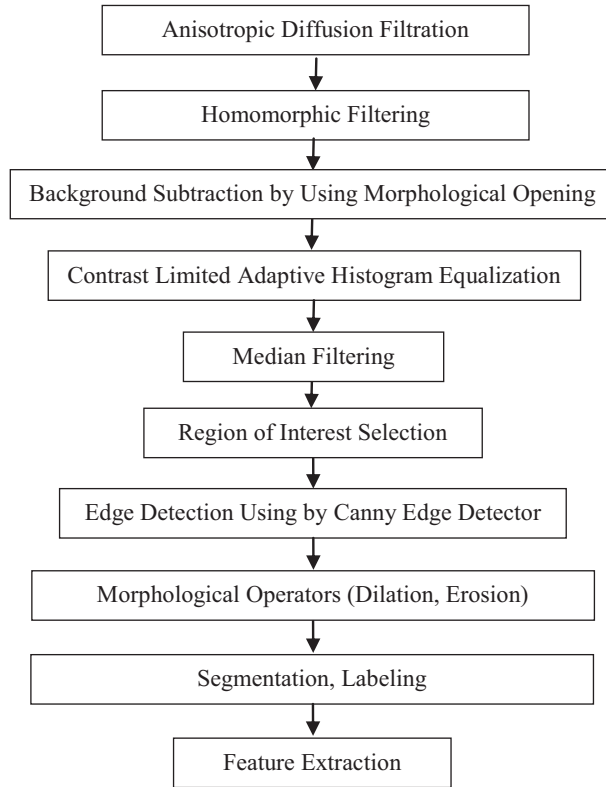 Anisotropic Diffusion Filtration
Homomorphic Filtering
Background Subtraction by Using Morphological Opening
Contrast Limited Adaptive Histogram Equalization
Median Filtering
Region of Interest Selection
Edge Detection Using by Canny Edge Detector
Morphological Operators (Dilation, Erosion)
Segmentation, Labeling
Feature Extraction